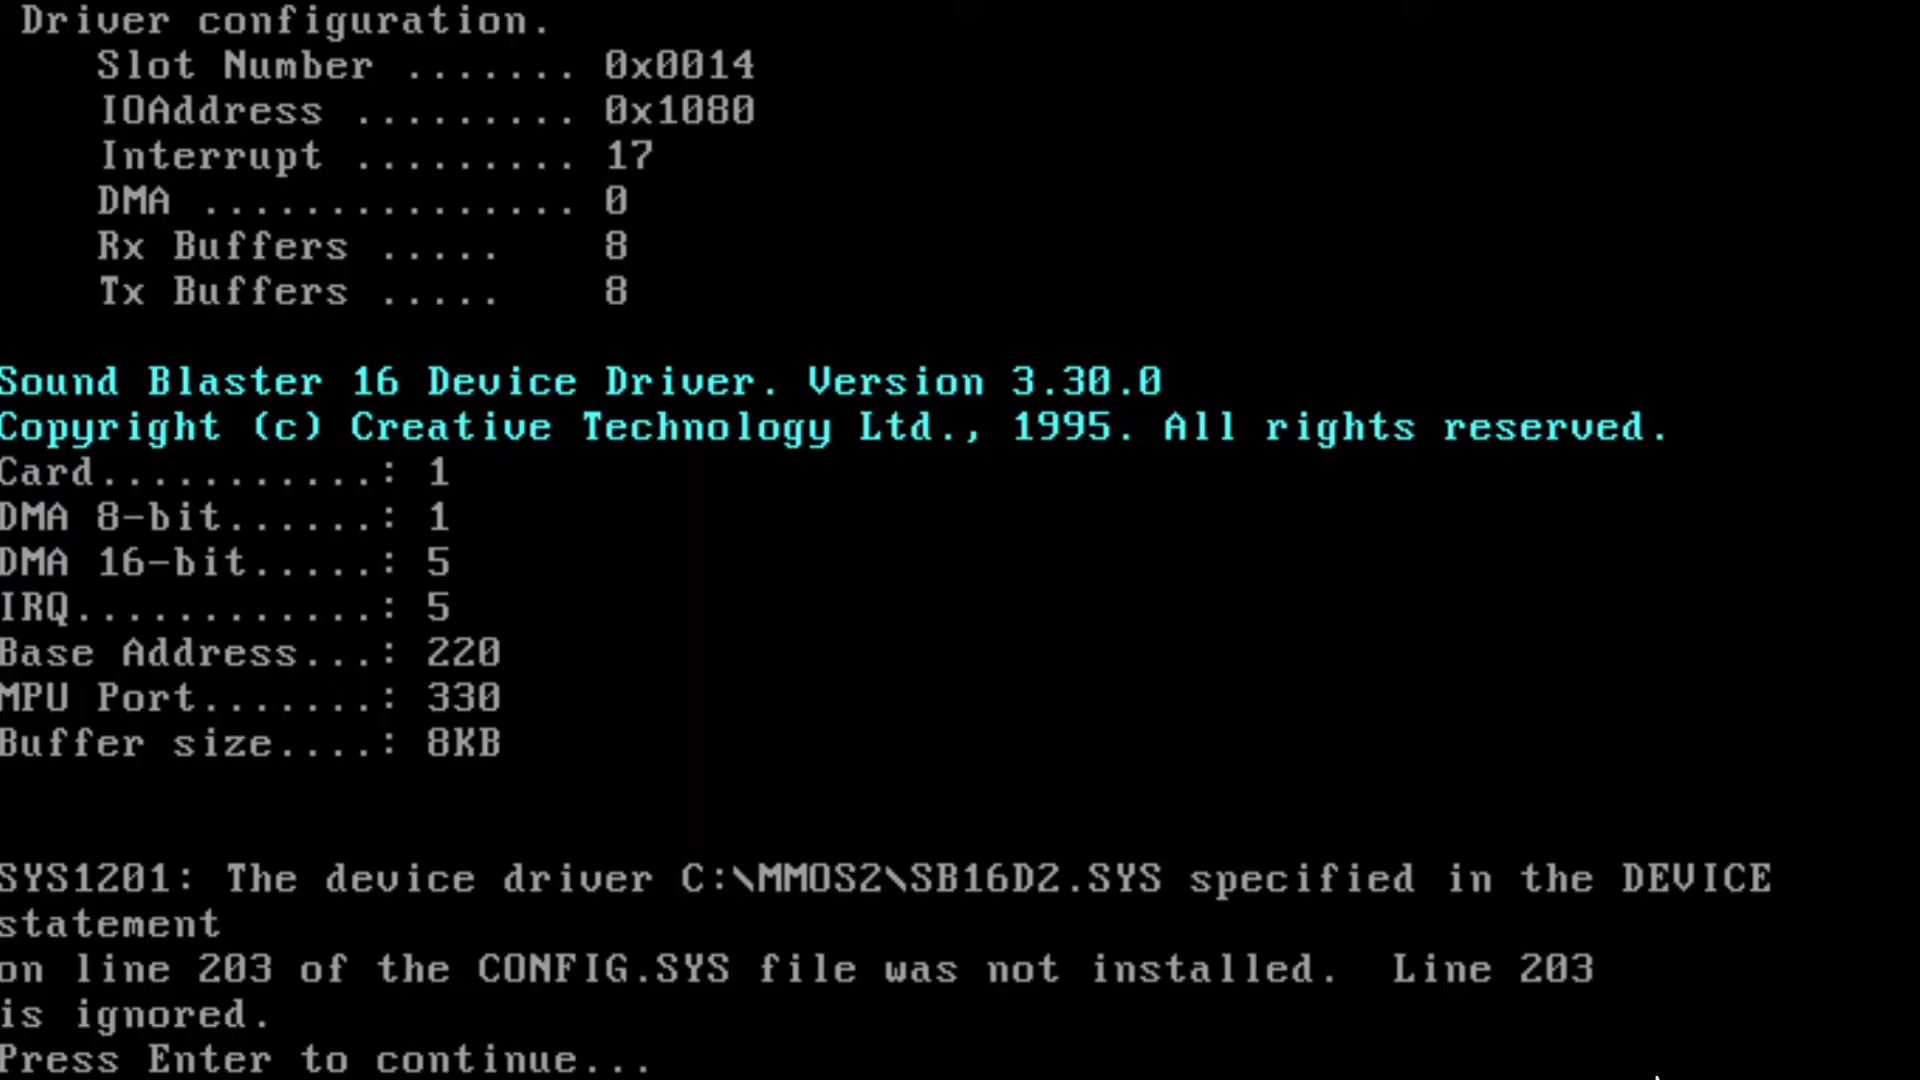 Driver configuration.
Slot Number ....... 0x0014
IOAddress ......... 0x1080
Interrupt ......... 17
DMA ............... 0
Rx Buffers ..... 8
Tx Buffers ..... 8
Sound Blaster 16 Device Driver. Version 3.30.0
Copyright (c) Creative Technology Ltd., 1995. All rights reserved.
Card...........: 1
DMA 8-bit......: 1
DMA 16-bit.....: 5
IRQ............: 5
Base Address...: 220
MPU Port.......: 330
Buffer size....: 8KB
SYS1201: The device driver C:\MMOS2\SB16D2.SYS specified in the DEVICE
statement
on line 203 of the CONFIG.SYS file was not installed.  Line 203
is ignored.
Press Enter to continue...